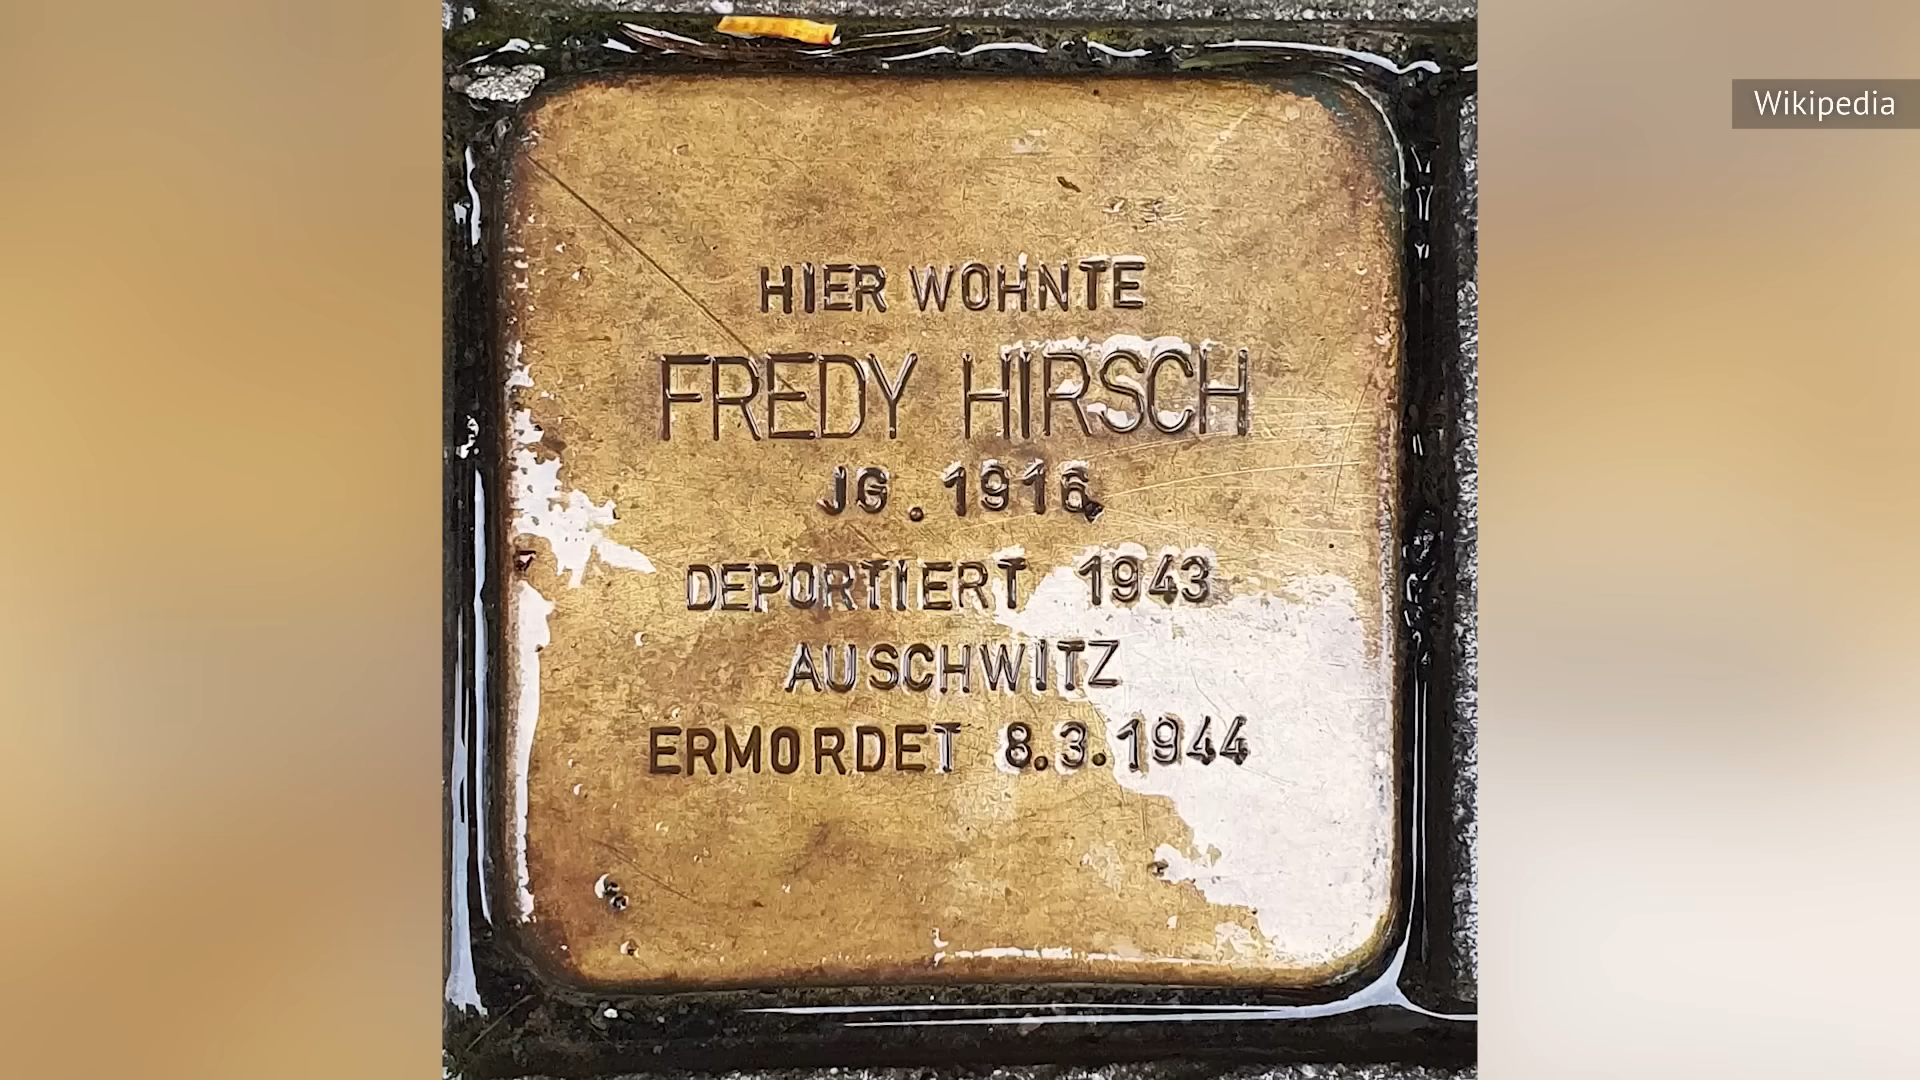 Wikipedia
HIER WOHNTE
FREDY HIRSCH
JG. 1916
DEPORTIERT 1943
AUSCHWITZ
ERMORDET 8.3.1944